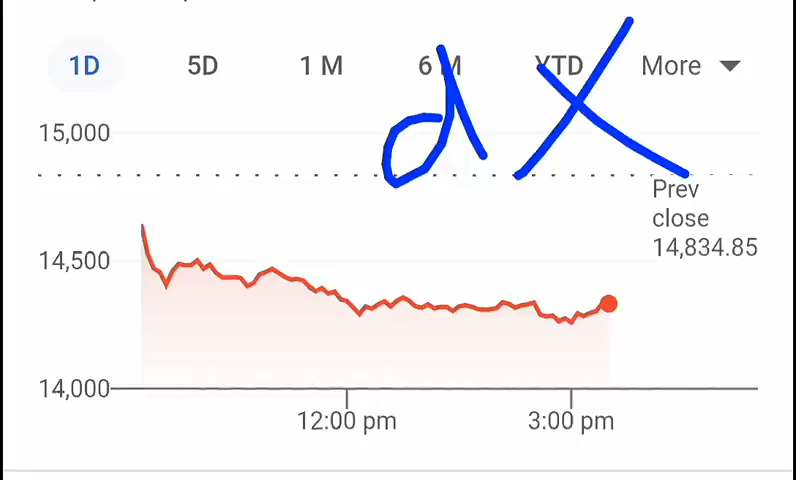 1D 5D 1 M 6 M YTD More
dx
15,000
Prev
close
14,834.85
14,500
14,000
12:00 pm 3:00 pm